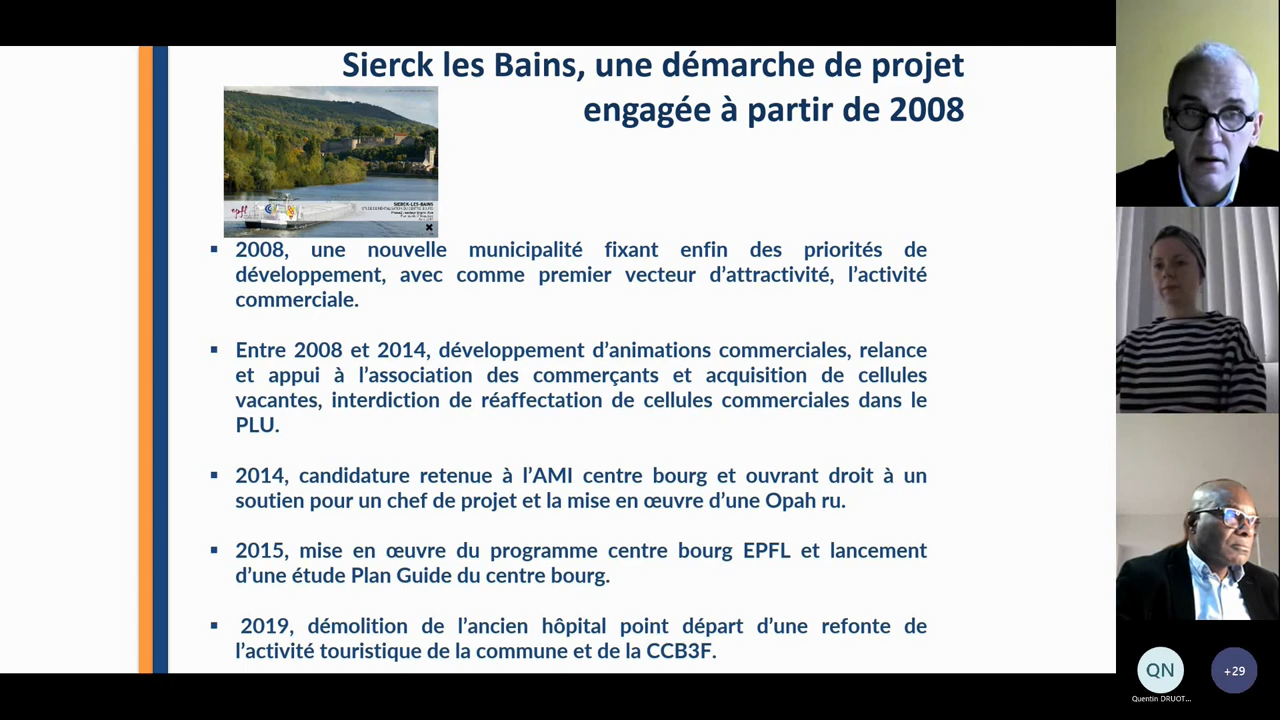 Sierck les Bains, une démarche de projet
engagée à partir de 2008
SIERCK-LES-BAINS
▪ 2008, une nouvelle municipalité fixant enfin des priorités de
développement, avec comme premier vecteur d’attractivité, l’activité
commerciale.
▪ Entre 2008 et 2014, développement d’animations commerciales, relance
et appui à l’association des commerçants et acquisition de cellules
vacantes, interdiction de réaffectation de cellules commerciales dans le
PLU.
▪ 2014, candidature retenue à l’AMI centre bourg et ouvrant droit à un
soutien pour un chef de projet et la mise en œuvre d’une Opah ru.
▪ 2015, mise en œuvre du programme centre bourg EPFL et lancement
d’une étude Plan Guide du centre bourg.
▪ 2019, démolition de l’ancien hôpital point départ d’une refonte de
l’activité touristique de la commune et de la CCB3F.
QN
+29
Quentin DRUOT...